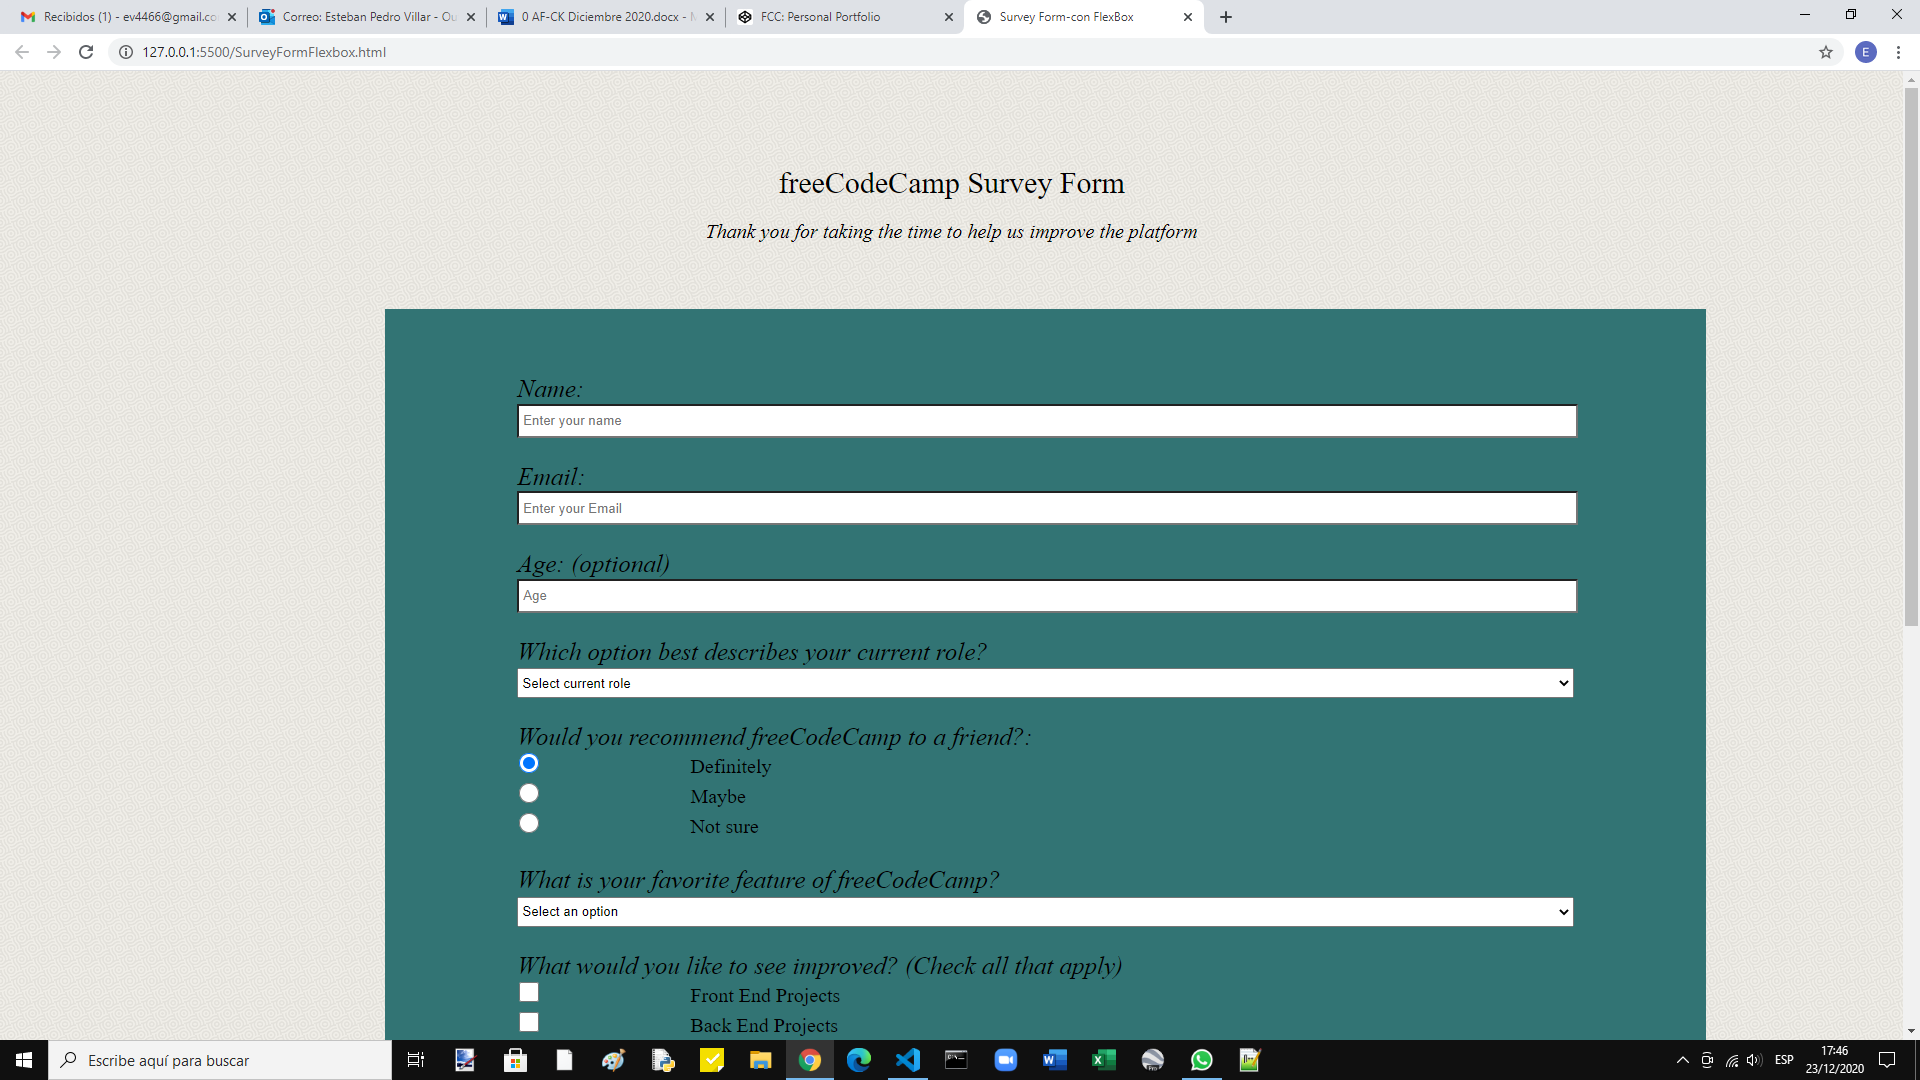 Recibidos (1) - ev4466@gmail.co
Correo: Esteban Pedro Villar - Ou
0 AF-CK Diciembre 2020.docx - M
FCC: Personal Portfolio
Survey Form-con FlexBox
127.0.0.1:5500/SurveyFormFlexbox.html
E
freeCodeCamp Survey Form
Thank you for taking the time to help us improve the platform
Name:
Enter your name
Email:
Enter your Email
Age: (optional)
Age
Which option best describes your current role?
Select current role
Would you recommend freeCodeCamp to a friend?:
Definitely
Maybe
Not sure
What is your favorite feature of freeCodeCamp?
Select an option
What would you like to see improved? (Check all that apply)
Front End Projects
Back End Projects
Escribe aquí para buscar
ESP
17:46
23/12/2020